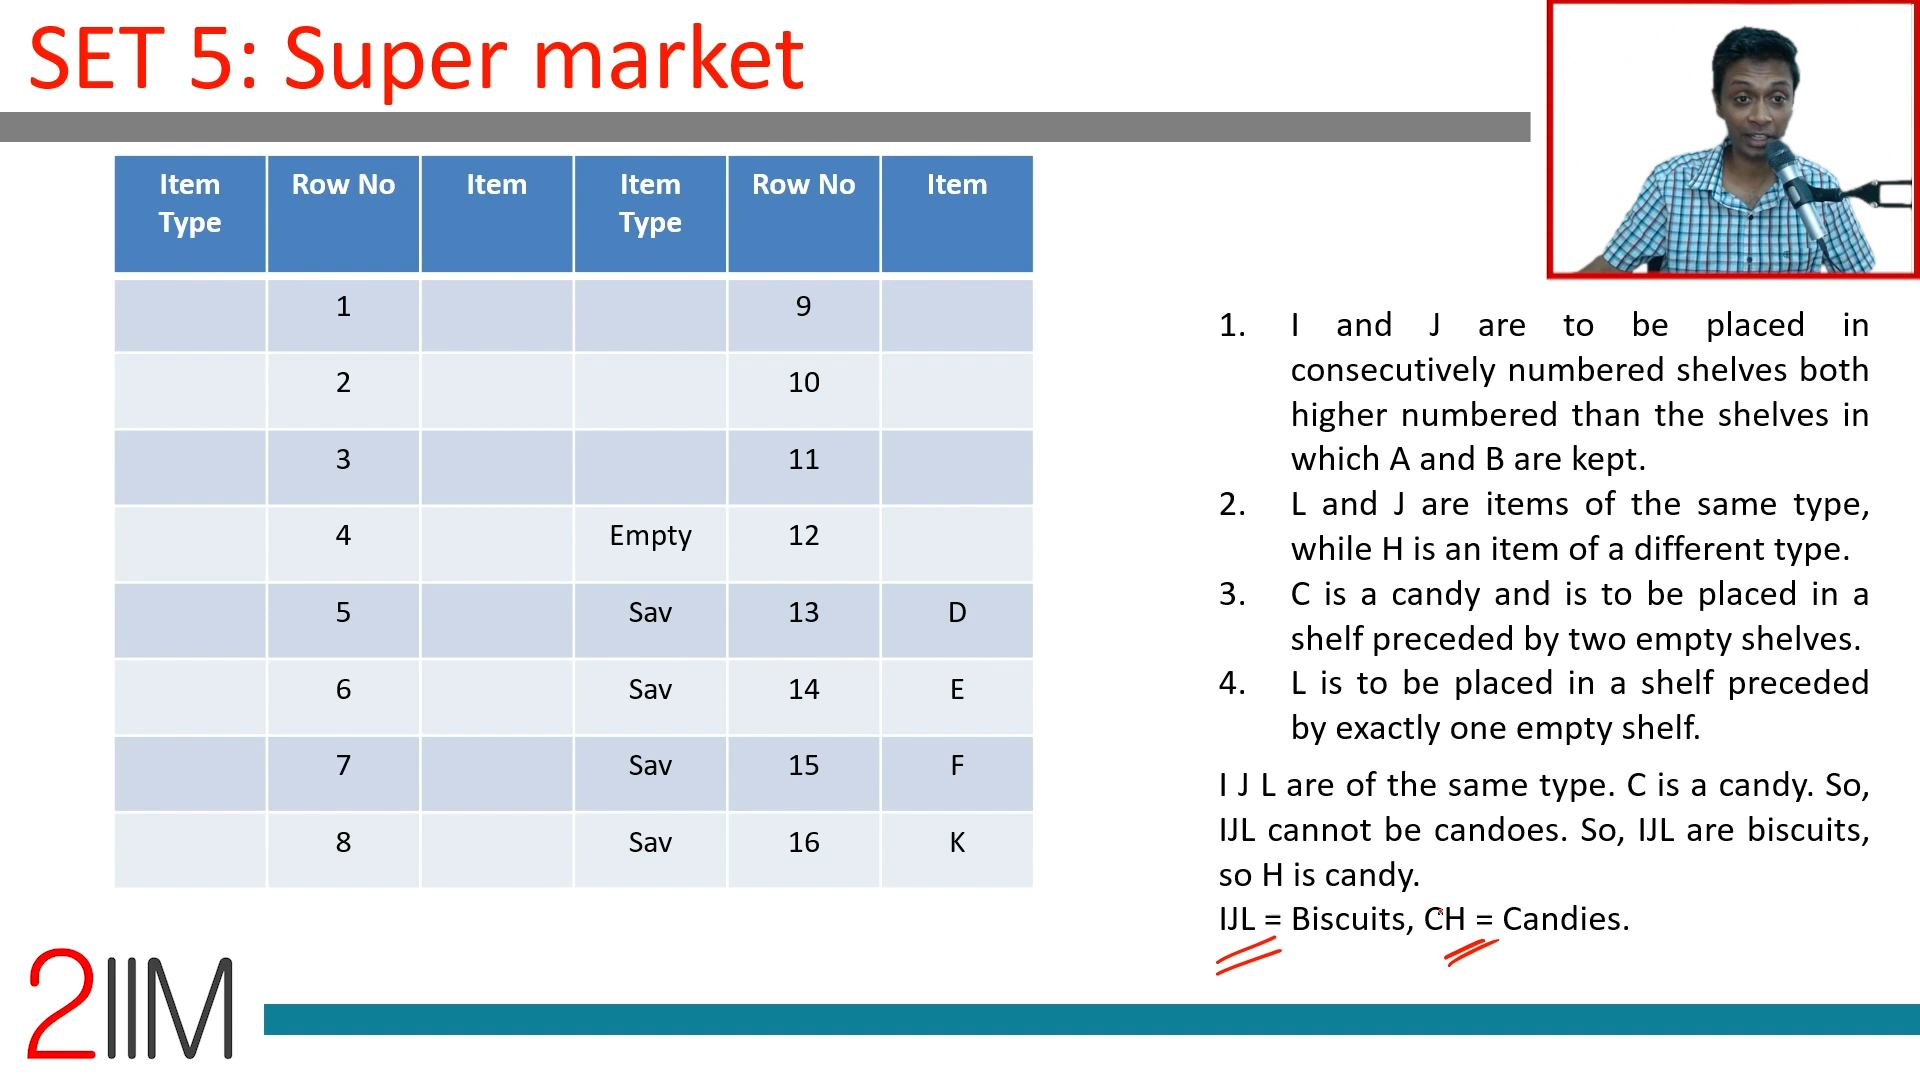 SET 5: Super market
Item Type Row No Item Item Type Row No Item
1 9
2 10
3 11
4 Empty 12
5 Sav 13 D
6 Sav 14 E
7 Sav 15 F
8 Sav 16 K
1. I and J are to be placed in
consecutively numbered shelves both
higher numbered than the shelves in
which A and B are kept.
2. L and J are items of the same type,
while H is an item of a different type.
3. C is a candy and is to be placed in a
shelf preceded by two empty shelves.
4. L is to be placed in a shelf preceded
by exactly one empty shelf.
I J L are of the same type. C is a candy. So,
IJL cannot be candoes. So, IJL are biscuits,
so H is candy.
IJL = Biscuits, CH = Candies.
2IIM